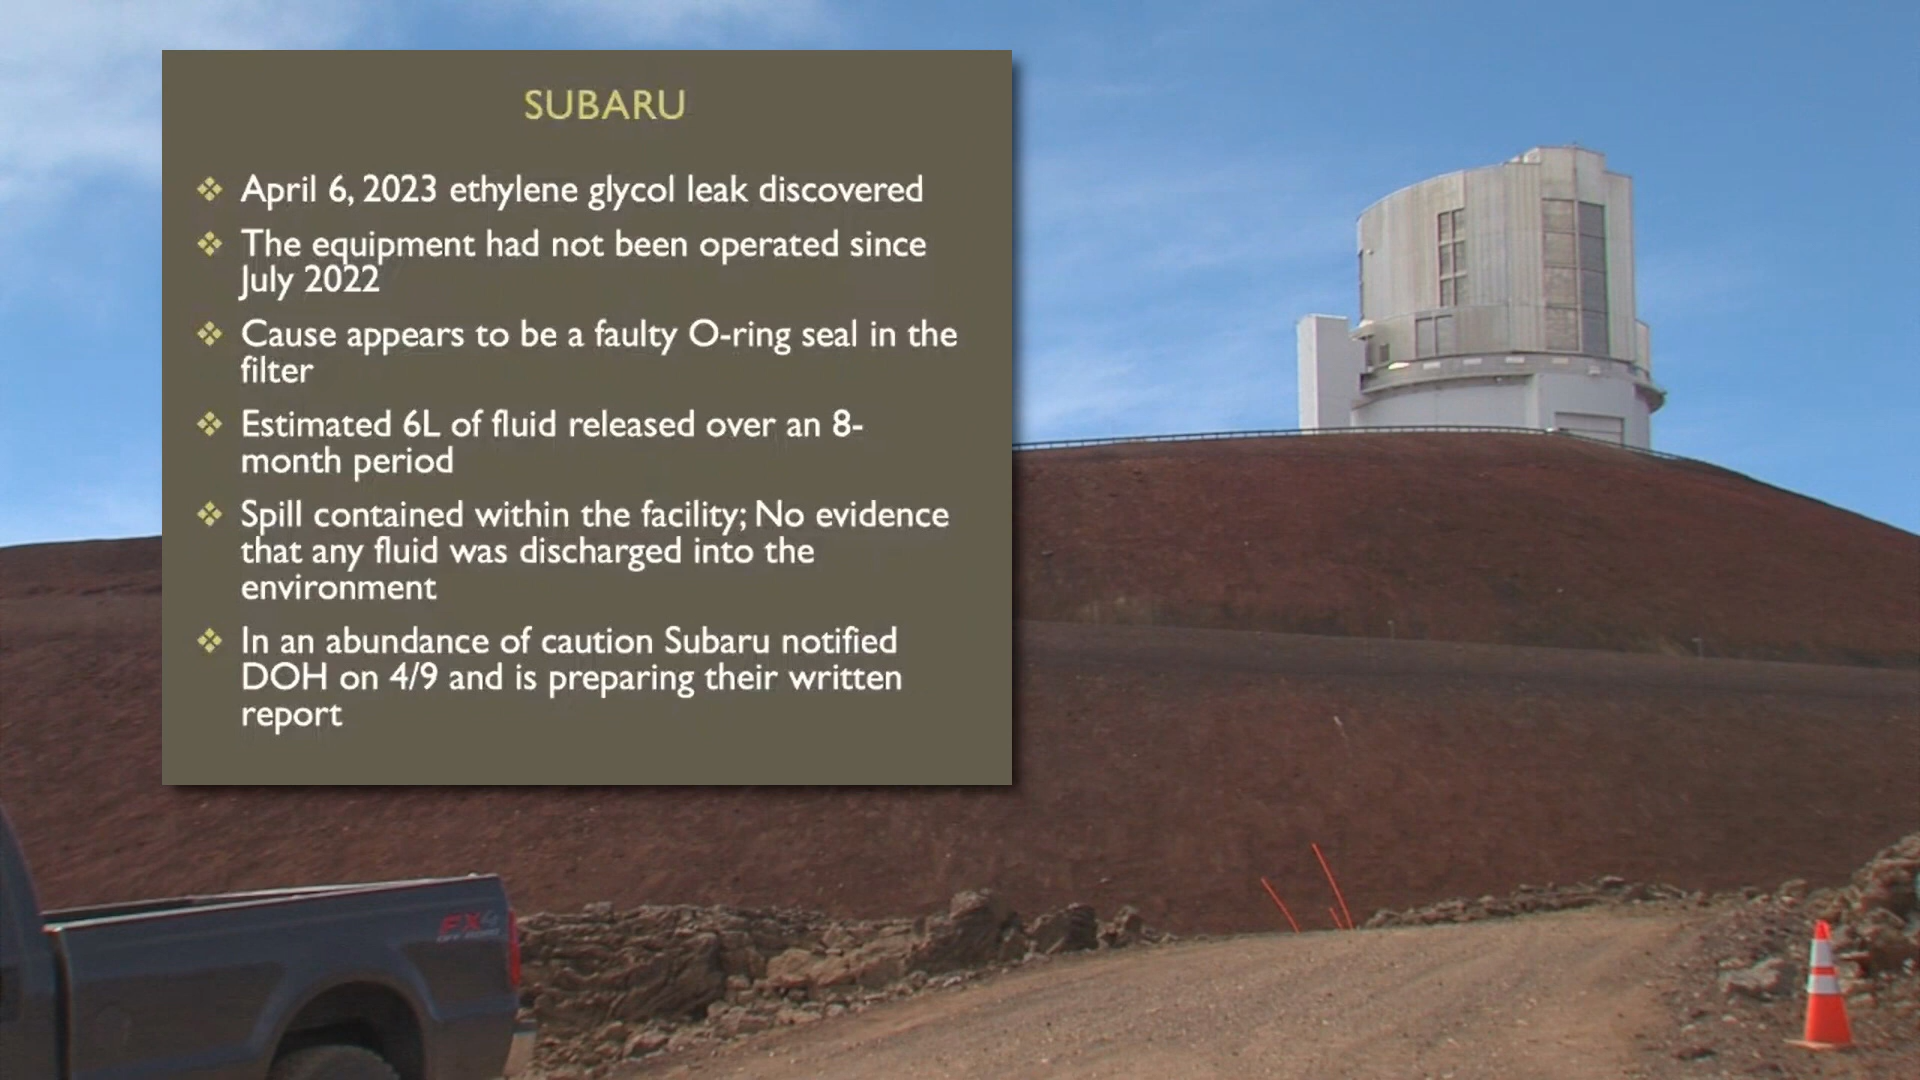 SUBARU
April 6, 2023 ethylene glycol leak discovered
The equipment had not been operated since
July 2022
Cause appears to be a faulty O-ring seal in the
filter
Estimated 6L of fluid released over an 8-
month period
Spill contained within the facility; No evidence
that any fluid was discharged into the
environment
In an abundance of caution Subaru notified
DOH on 4/9 and is preparing their written
report
FX4
OFF ROAD